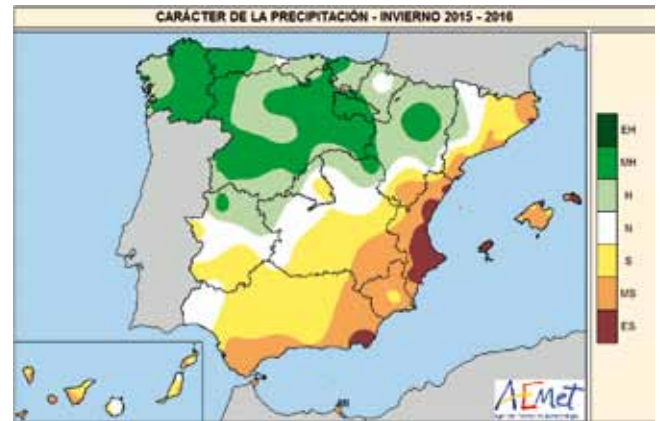 CARÁCTER DE LA PRECIPITACIÓN - INVIERNO 2015 - 2016
EH
MH
H
N
S
MS
ES
AEMet